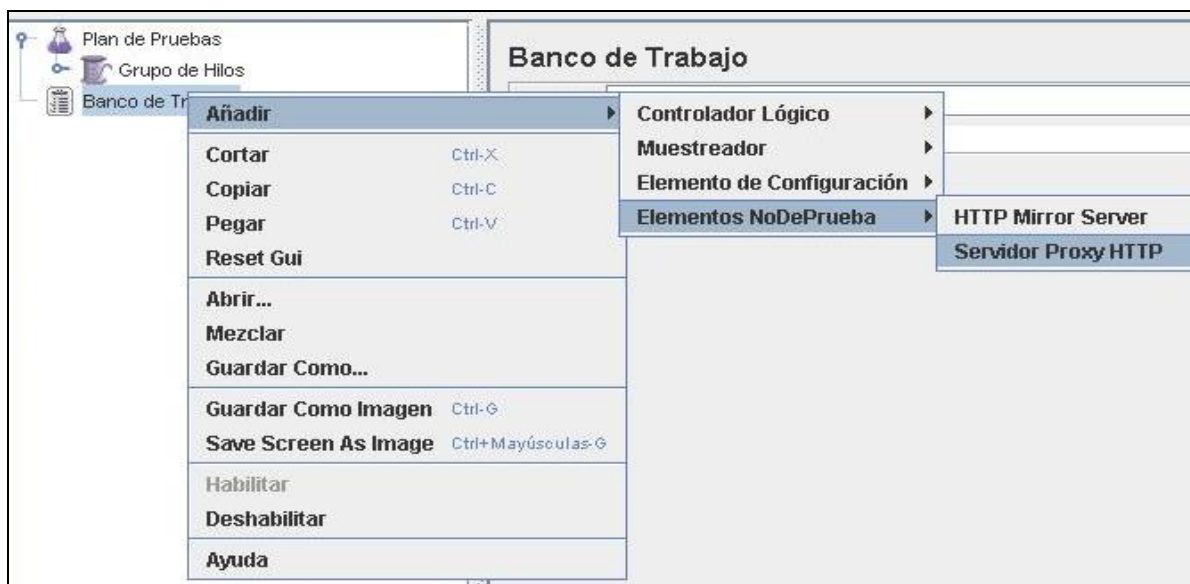 Plan de Pruebas
Grupo de Hilos
Banco de Tr
Banco de Trabajo
Añadir
Cortar Ctrl-X
Copiar Ctrl-C
Pegar Ctrl-V
Reset Gui
Abrir...
Mezclar
Guardar Como...
Guardar Como Imagen Ctrl-G
Save Screen As Image Ctrl+Mayúsculas-G
Habilitar
Deshabilitar
Ayuda
Controlador Lógico
Muestreador
Elemento de Configuración
Elementos NoDePrueba
HTTP Mirror Server
Servidor Proxy HTTP